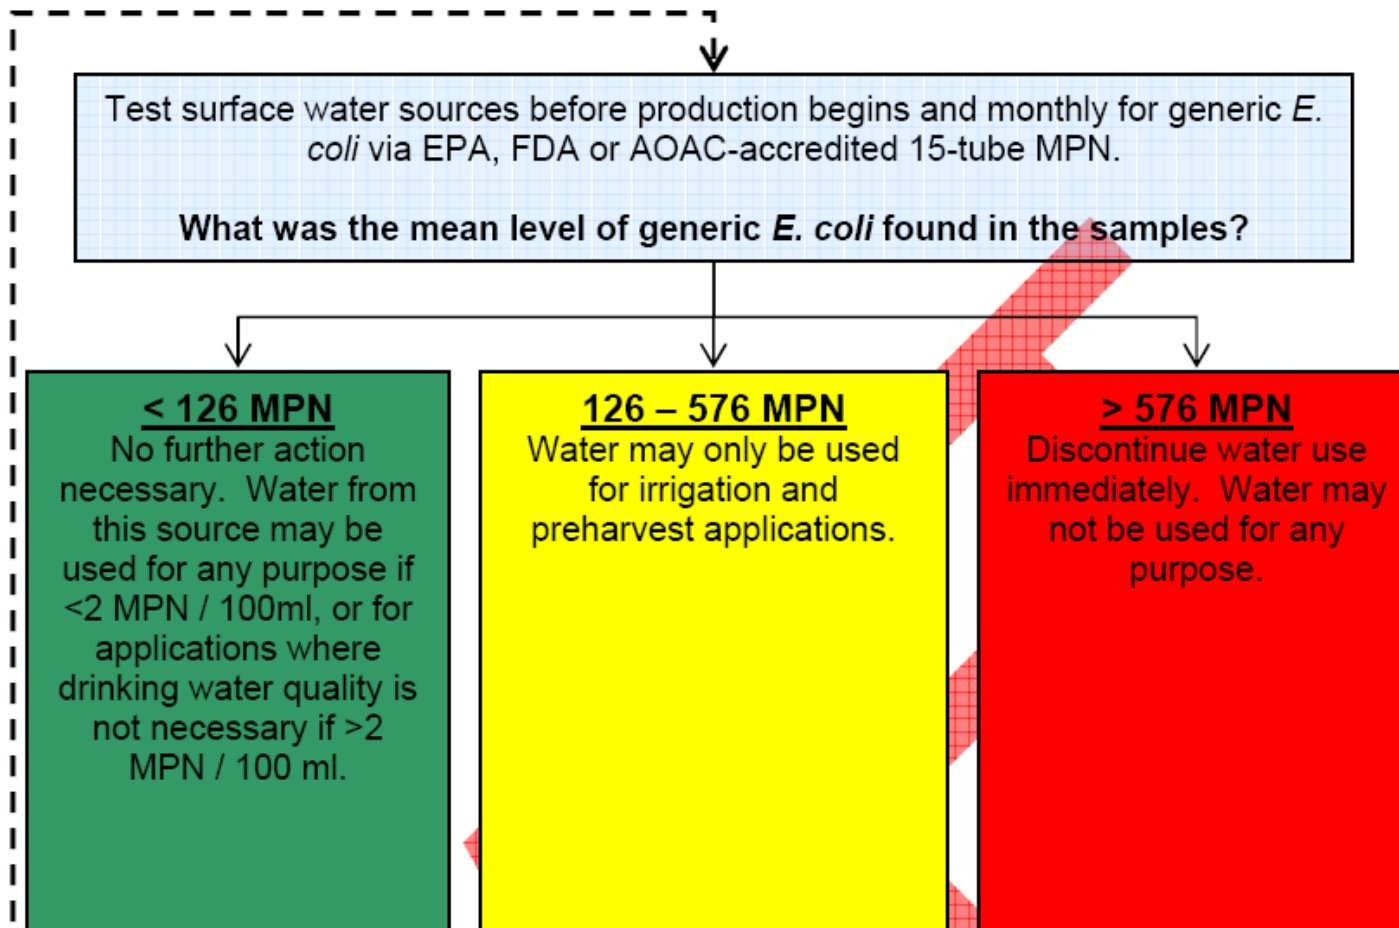 Test surface water sources before production begins and monthly for generic E.
coli via EPA, FDA or AOAC-accredited 15-tube MPN.
What was the mean level of generic E. coli found in the samples?
< 126 MPN
No further action
necessary.  Water from
this source may be
used for any purpose if
<2 MPN / 100ml, or for
applications where
drinking water quality is
not necessary if >2
MPN / 100 ml.
126 – 576 MPN
Water may only be used
for irrigation and
preharvest applications.
> 576 MPN
Discontinue water use
immediately.  Water may
not be used for any
purpose.